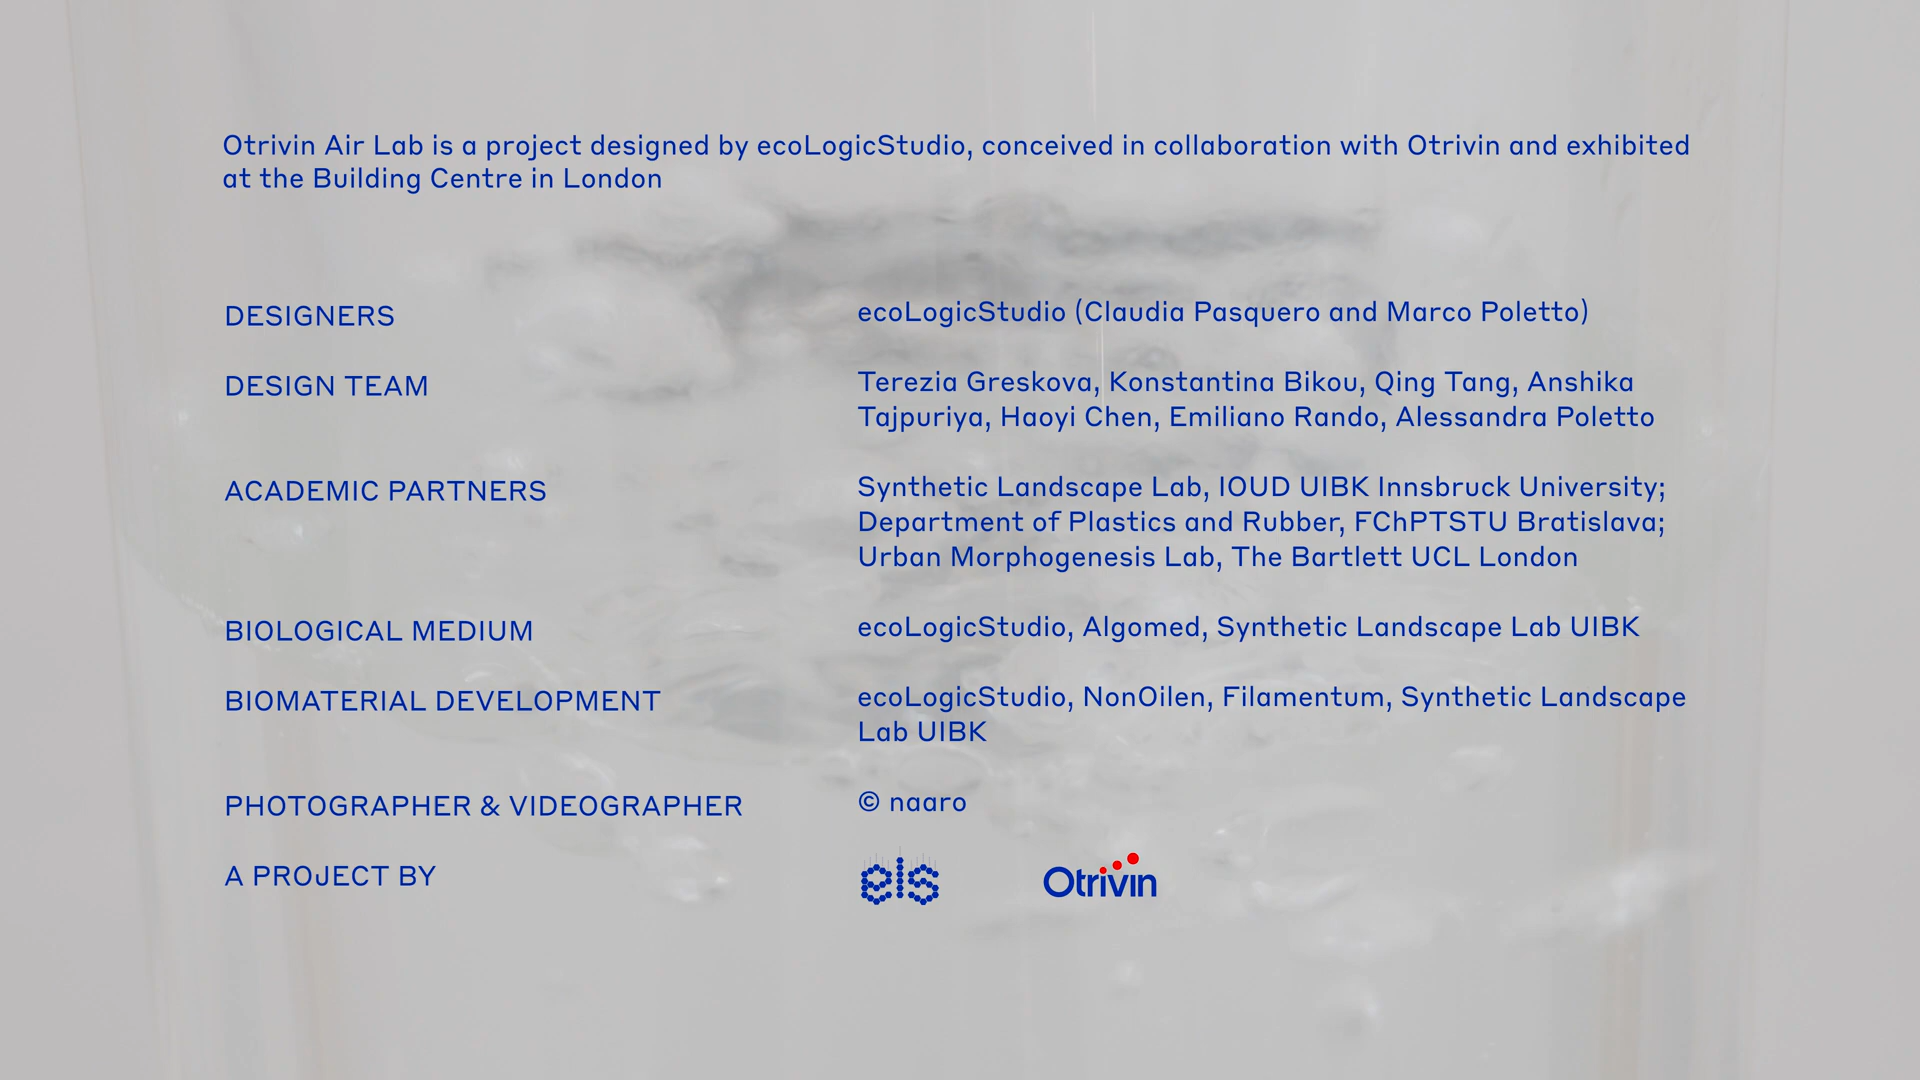 Otrivin Air Lab is a project designed by ecoLogicStudio, conceived in collaboration with Otrivin and exhibited
at the Building Centre in London
DESIGNERS
ecoLogicStudio (Claudia Pasquero and Marco Poletto)
DESIGN TEAM
Terezia Greskova, Konstantina Bikou, Qing Tang, Anshika
Tajpuriya, Haoyi Chen, Emiliano Rando, Alessandra Poletto
ACADEMIC PARTNERS
Synthetic Landscape Lab, IOUD UIBK Innsbruck University;
Department of Plastics and Rubber, FChPTSTU Bratislava;
Urban Morphogenesis Lab, The Bartlett UCL London
BIOLOGICAL MEDIUM
ecoLogicStudio, Algomed, Synthetic Landscape Lab UIBK
BIOMATERIAL DEVELOPMENT
ecoLogicStudio, NonOilen, Filamentum, Synthetic Landscape
Lab UIBK
PHOTOGRAPHER & VIDEOGRAPHER
© naaro
A PROJECT BY
els
Otrivin